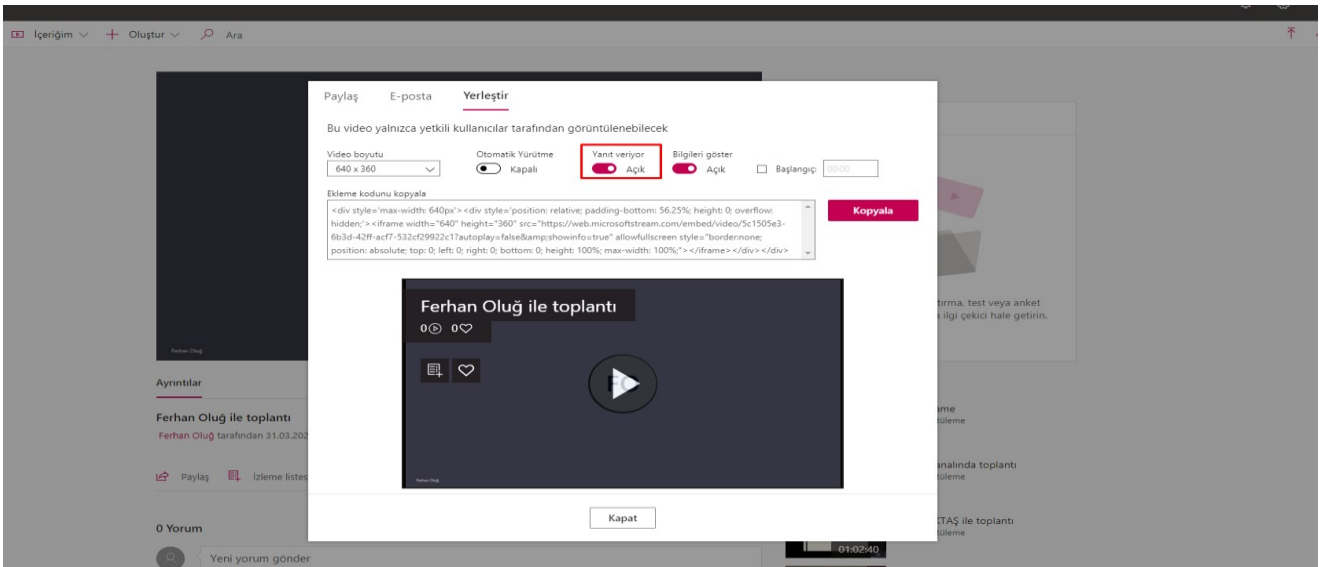 İçeriğim
Oluştur
Ara
Paylaş E-posta Yerleştir
Bu video yalnızca yetkili kullanıcılar tarafından görüntülenebilecek
Video boyutu Otomatik Yürütme Yanıt veriyor Bilgileri göster
640 x 360 Kapalı Açık Açık Başlangıç: 00:00
Ekleme kodunu kopyala
<div style='max-width: 640px'><div style='position: relative; padding-bottom: 56.25%; height: 0; overflow:
hidden;'><iframe width="640" height="360" src="https://web.microsoftstream.com/embed/video/5c1505e3-
6b3d-42ff-acf7-532cf29922c1?autoplay=false&amp;showinfo=true" allowfullscreen style="border:none;
position: absolute; top: 0; left: 0; right: 0; bottom: 0; height: 100%; max-width: 100%;"></iframe></div></div>
Kopyala
Ferhan Oluğ ile toplantı
0 0
FO
Ferhan Oluğ
Kapat
Ferhan Oluğ
Ayrıntılar
Ferhan Oluğ ile toplantı
Ferhan Oluğ tarafından 31.03.202
Paylaş İzleme listes
0 Yorum
Yeni yorum gönder
tırma, test veya anket
ilgi çekici hale getirin.
analında toplantı
TAŞ ile toplantı
01:02:40